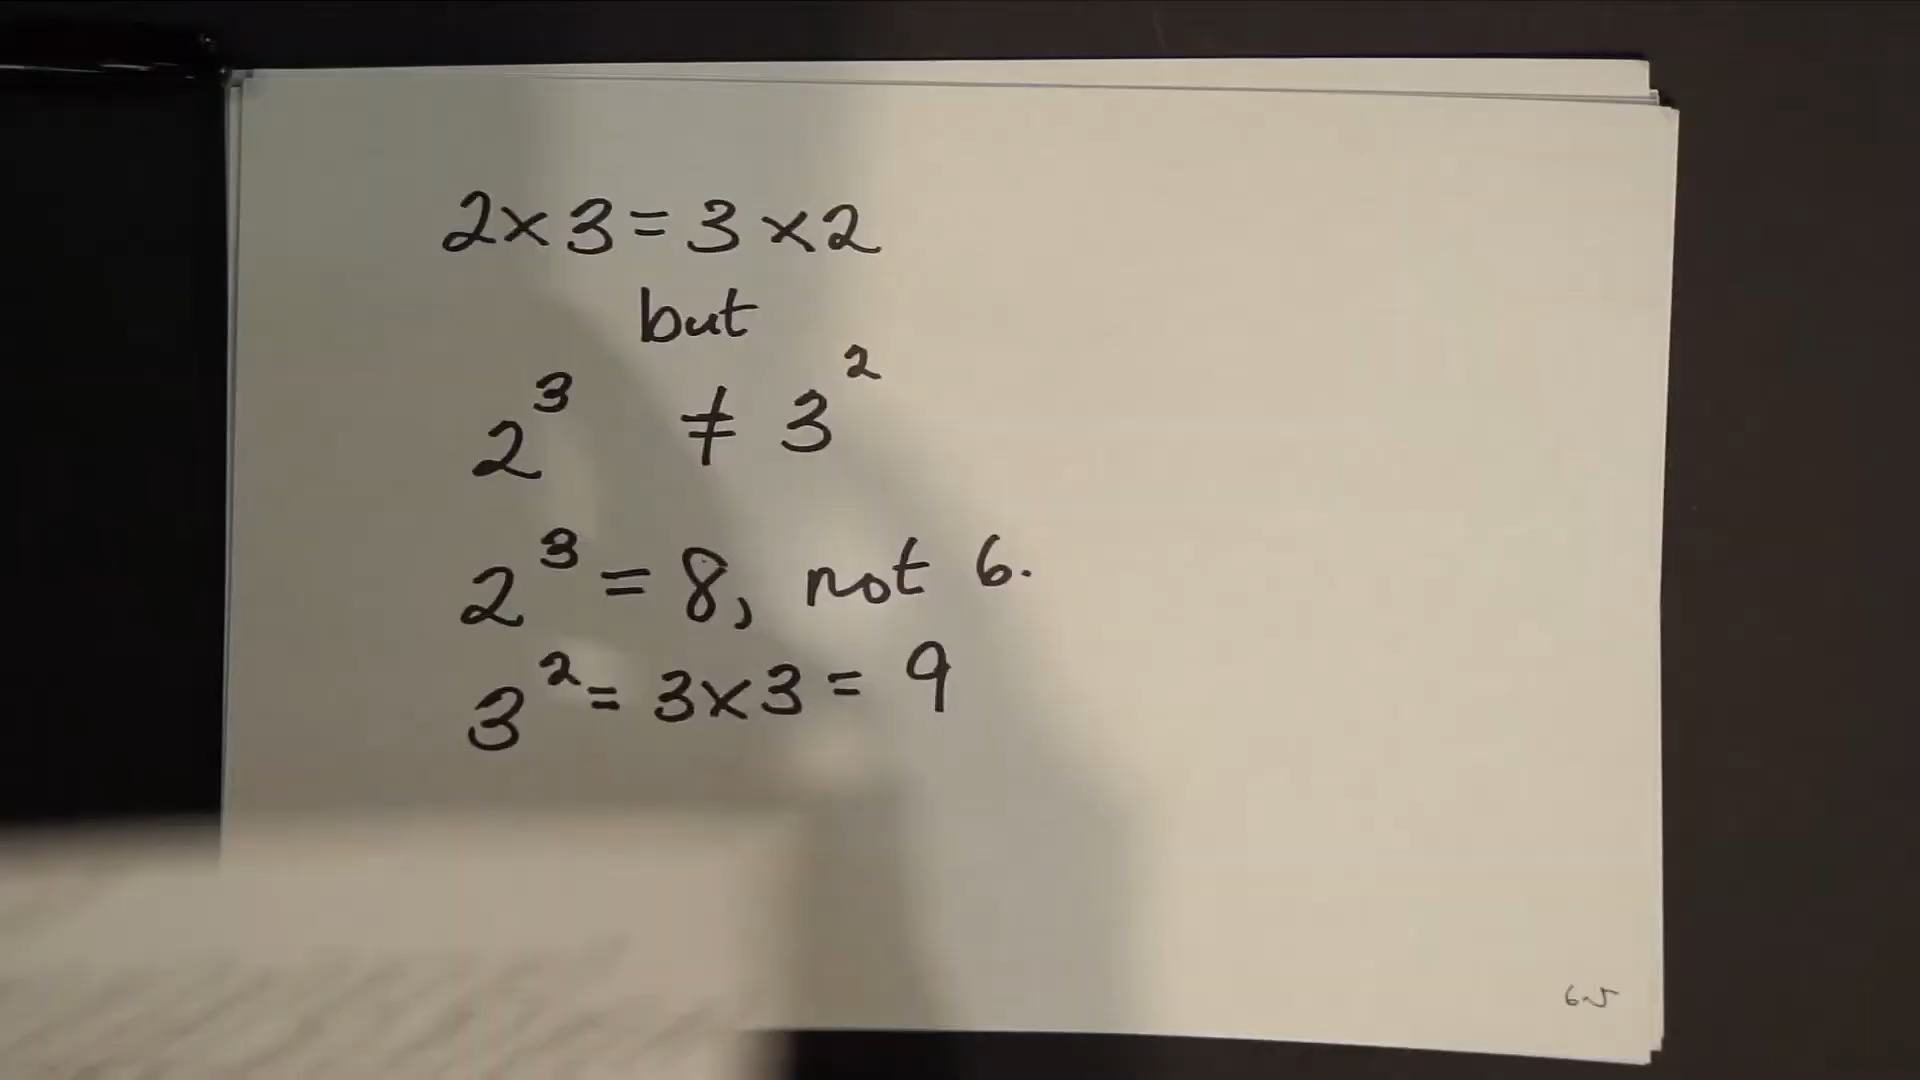 2×3=3×2
but
2³ ≠ 3²
2³ = 8, not 6.
3² = 3×3 = 9